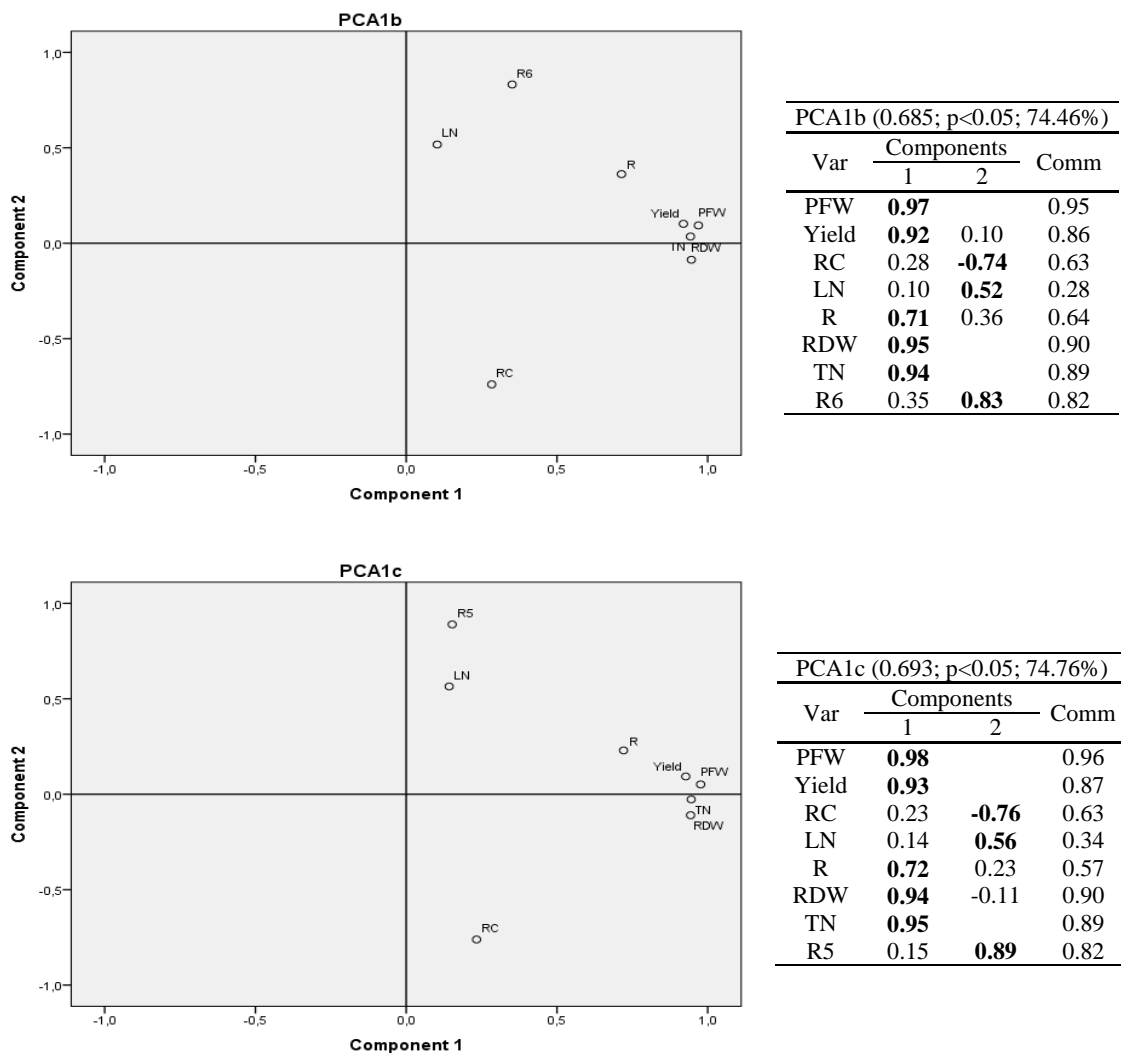 PCA1b
1,0
0,5
0,0
-0,5
-1,0
Component 2
R6
LN
R
Yield
PFW
TN
RDW
RC
-1,0 -0,5 0,0 0,5 1,0
Component 1
PCA1b (0.685; p<0.05; 74.46%)
Var Components Comm
1 2
PFW 0.97 0.95
Yield 0.92 0.10 0.86
RC 0.28 -0.74 0.63
LN 0.10 0.52 0.28
R 0.71 0.36 0.64
RDW 0.95 0.90
TN 0.94 0.89
R6 0.35 0.83 0.82
PCA1c
1,0
0,5
0,0
-0,5
-1,0
Component 2
R5
LN
R
Yield
PFW
TN
RDW
RC
-1,0 -0,5 0,0 0,5 1,0
Component 1
PCA1c (0.693; p<0.05; 74.76%)
Var Components Comm
1 2
PFW 0.98 0.96
Yield 0.93 0.87
RC 0.23 -0.76 0.63
LN 0.14 0.56 0.34
R 0.72 0.23 0.57
RDW 0.94 -0.11 0.90
TN 0.95 0.89
R5 0.15 0.89 0.82